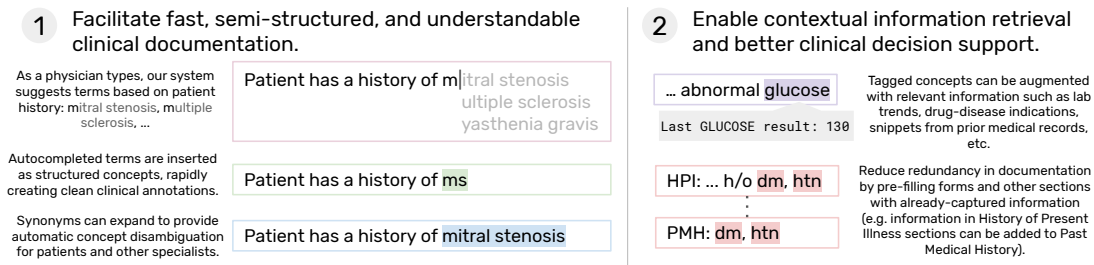 1
Facilitate fast, semi-structured, and understandable
clinical documentation.
As a physician types, our system
suggests terms based on patient
history: mitral stenosis, multiple
sclerosis, ...
Patient has a history of m|itral stenosis
ultiple sclerosis
yasthenia gravis
Autocompleted terms are inserted
as structured concepts, rapidly
creating clean clinical annotations.
Patient has a history of ms
Synonyms can expand to provide
automatic concept disambiguation
for patients and other specialists.
Patient has a history of mitral stenosis
2
Enable contextual information retrieval
and better clinical decision support.
... abnormal glucose
Last GLUCOSE result: 130
Tagged concepts can be augmented
with relevant information such as lab
trends, drug-disease indications,
snippets from prior medical records,
etc.
HPI: ... h/o dm, htn
PMH: dm, htn
Reduce redundancy in documentation
by pre-filling forms and other sections
with already-captured information
(e.g. information in History of Present
Illness sections can be added to Past
Medical History).